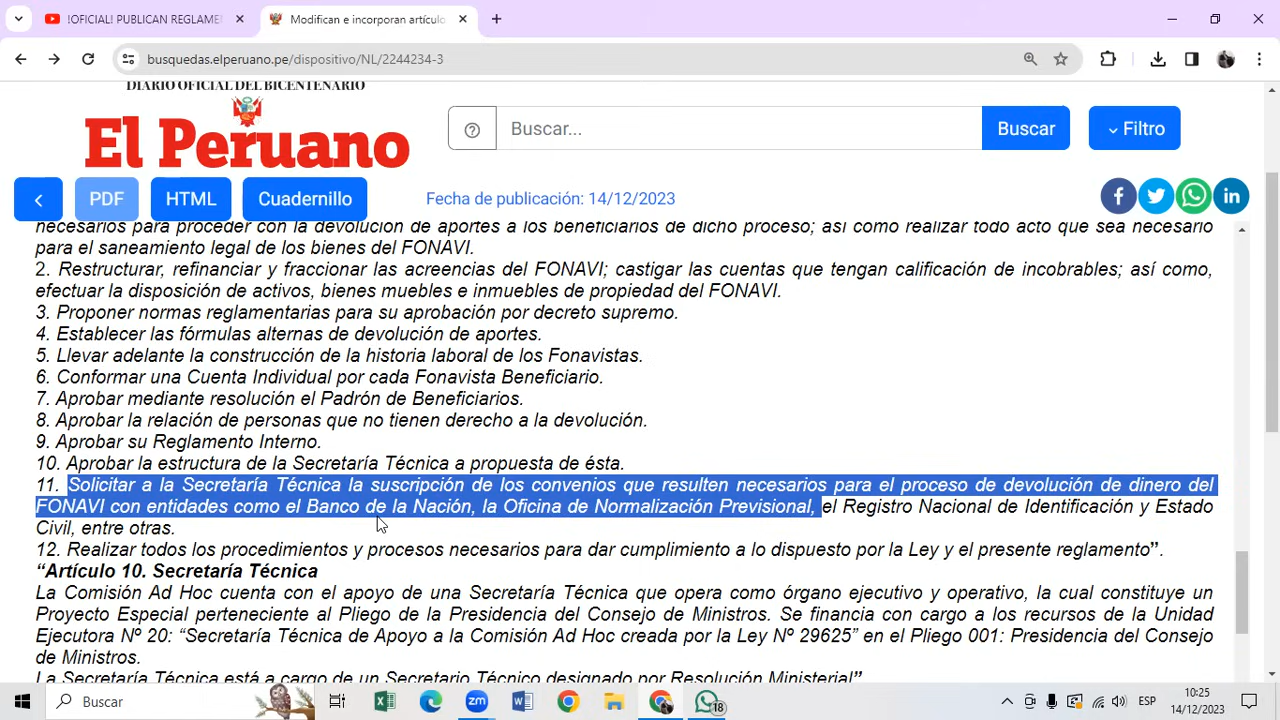 !OFICIAL! PUBLICAN REGLAME
Modifican e incorporan artículo
busquedas.elperuano.pe/dispositivo/NL/2244234-3
DIARIO OFICIAL DEL BICENTENARIO
El Peruano
Buscar...
Buscar
Filtro
PDF
HTML
Cuadernillo
Fecha de publicación: 14/12/2023
necesarios para proceder con la devolución de aportes a los beneficiarios de dicho proceso; así como realizar todo acto que sea necesario
para el saneamiento legal de los bienes del FONAVI.
2. Restructurar, refinanciar y fraccionar las acreencias del FONAVI; castigar las cuentas que tengan calificación de incobrables; así como,
efectuar la disposición de activos, bienes muebles e inmuebles de propiedad del FONAVI.
3. Proponer normas reglamentarias para su aprobación por decreto supremo.
4. Establecer las fórmulas alternas de devolución de aportes.
5. Llevar adelante la construcción de la historia laboral de los Fonavistas.
6. Conformar una Cuenta Individual por cada Fonavista Beneficiario.
7. Aprobar mediante resolución el Padrón de Beneficiarios.
8. Aprobar la relación de personas que no tienen derecho a la devolución.
9. Aprobar su Reglamento Interno.
10. Aprobar la estructura de la Secretaría Técnica a propuesta de ésta.
11. Solicitar a la Secretaría Técnica la suscripción de los convenios que resulten necesarios para el proceso de devolución de dinero del
FONAVI con entidades como el Banco de la Nación, la Oficina de Normalización Previsional, el Registro Nacional de Identificación y Estado
Civil, entre otras.
12. Realizar todos los procedimientos y procesos necesarios para dar cumplimiento a lo dispuesto por la Ley y el presente reglamento”.
“Artículo 10. Secretaría Técnica
La Comisión Ad Hoc cuenta con el apoyo de una Secretaría Técnica que opera como órgano ejecutivo y operativo, la cual constituye un
Proyecto Especial perteneciente al Pliego de la Presidencia del Consejo de Ministros. Se financia con cargo a los recursos de la Unidad
Ejecutora Nº 20: “Secretaría Técnica de Apoyo a la Comisión Ad Hoc creada por la Ley Nº 29625” en el Pliego 001: Presidencia del Consejo
de Ministros.
La Secretaría Técnica está a cargo de un Secretario Técnico designado por Resolución Ministerial”
Buscar
zm
18
ESP
10:25
14/12/2023